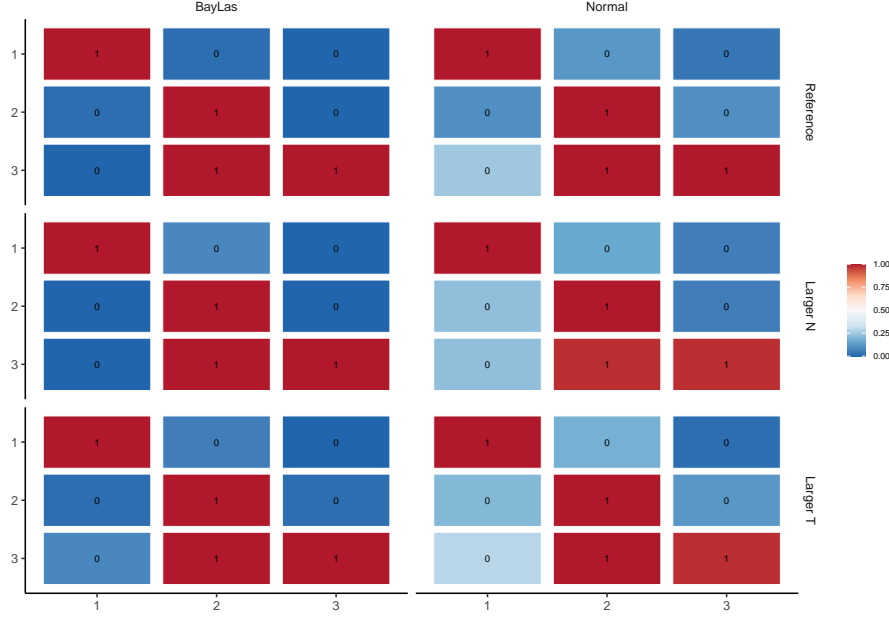 BayLas Normal
1 1 0 0 1 0 0
2 0 1 0 0 1 0
3 0 1 1 0 1 1
Reference
1 1 0 0 1 0 0
2 0 1 0 0 1 0
3 0 1 1 0 1 1
Larger N
1 1 0 0 1 0 0
2 0 1 0 0 1 0
3 0 1 1 0 1 1
Larger T
1 2 3 1 2 3
1.00
0.75
0.50
0.25
0.00